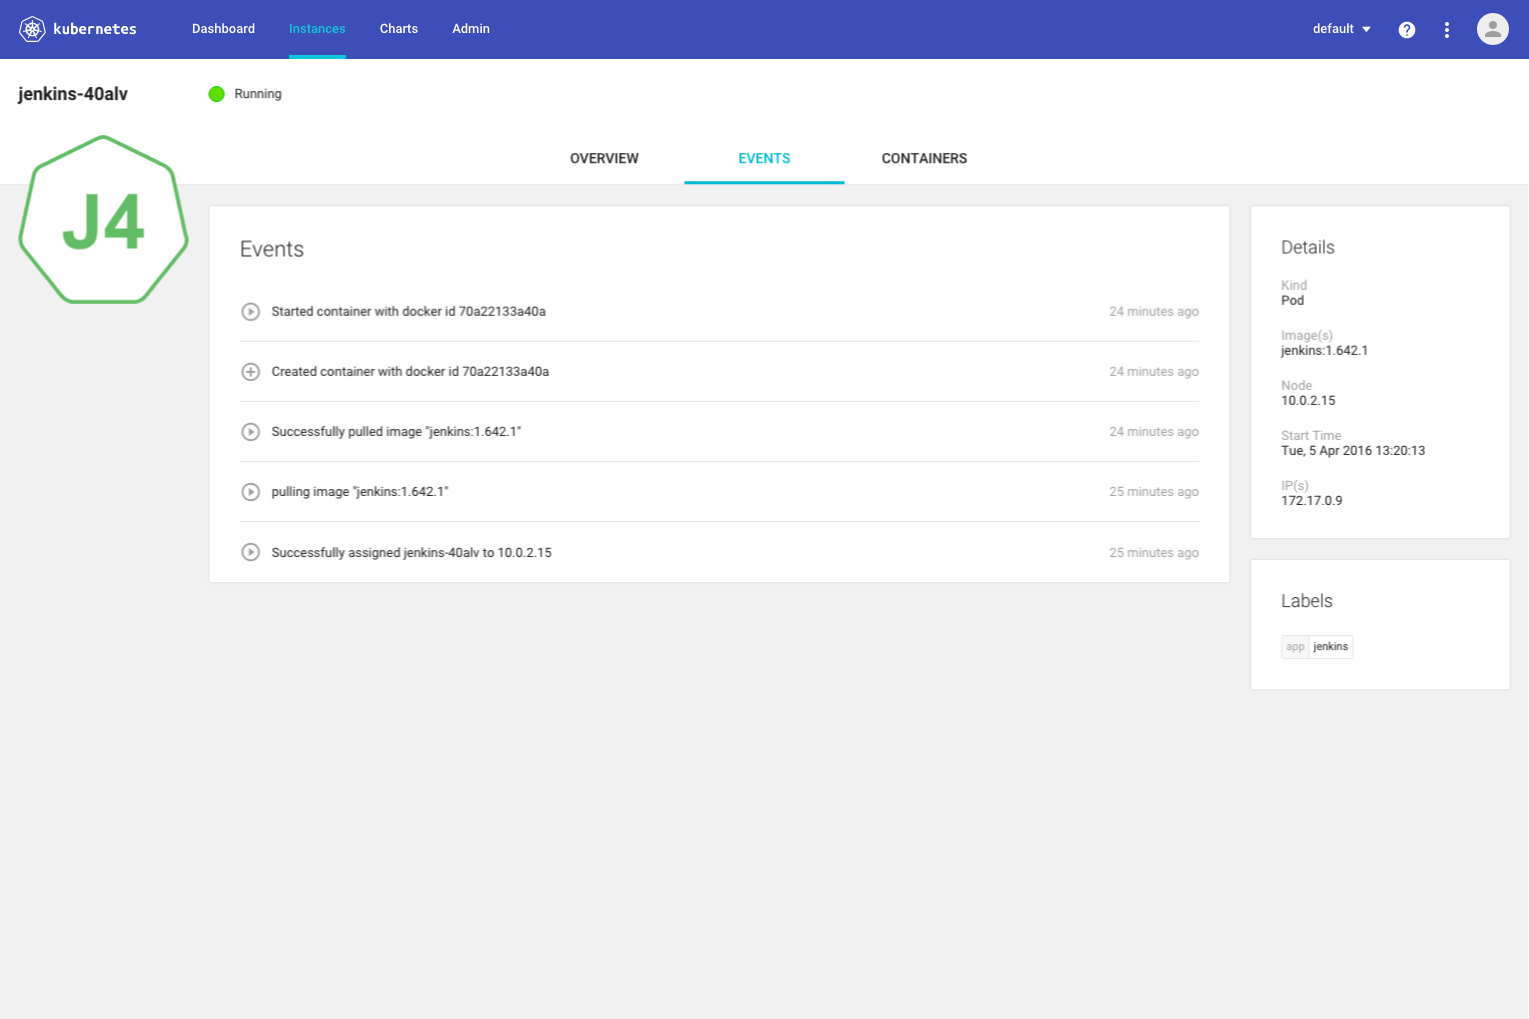 kubernetes Dashboard Instances Charts Admin default
jenkins-40alv Running
OVERVIEW EVENTS CONTAINERS
J4
Events
Started container with docker id 70a22133a40a 24 minutes ago
Created container with docker id 70a22133a40a 24 minutes ago
Successfully pulled image "jenkins:1.642.1" 24 minutes ago
pulling image "jenkins:1.642.1" 25 minutes ago
Successfully assigned jenkins-40alv to 10.0.2.15 25 minutes ago
Details
Kind
Pod
Image(s)
jenkins:1.642.1
Node
10.0.2.15
Start Time
Tue, 5 Apr 2016 13:20:13
IP(s)
172.17.0.9
Labels
app jenkins